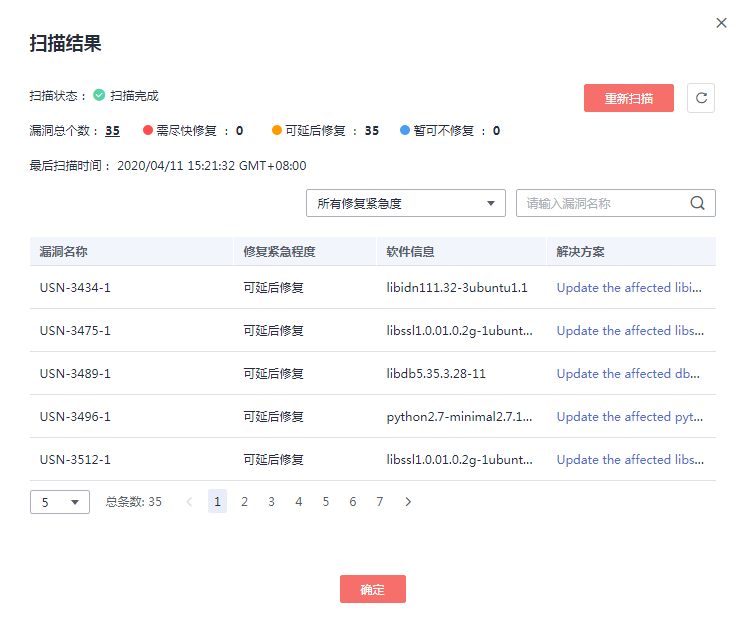 扫描结果
扫描状态： 扫描完成
重新扫描
漏洞总个数： 35 需尽快修复 ： 0 可延后修复 ： 35 暂可不修复 ： 0
最后扫描时间： 2020/04/11 15:21:32 GMT+08:00
所有修复紧急度 请输入漏洞名称
漏洞名称 修复紧急程度 软件信息 解决方案
USN-3434-1 可延后修复 libidn111.32-3ubuntu1.1 Update the affected libi...
USN-3475-1 可延后修复 libssl1.0.01.0.2g-1ubunt... Update the affected libs...
USN-3489-1 可延后修复 libdb5.35.3.28-11 Update the affected db...
USN-3496-1 可延后修复 python2.7-minimal2.7.1... Update the affected pyt...
USN-3512-1 可延后修复 libssl1.0.01.0.2g-1ubunt... Update the affected libs...
5 总条数: 35 < 1 2 3 4 5 6 7 >
确定